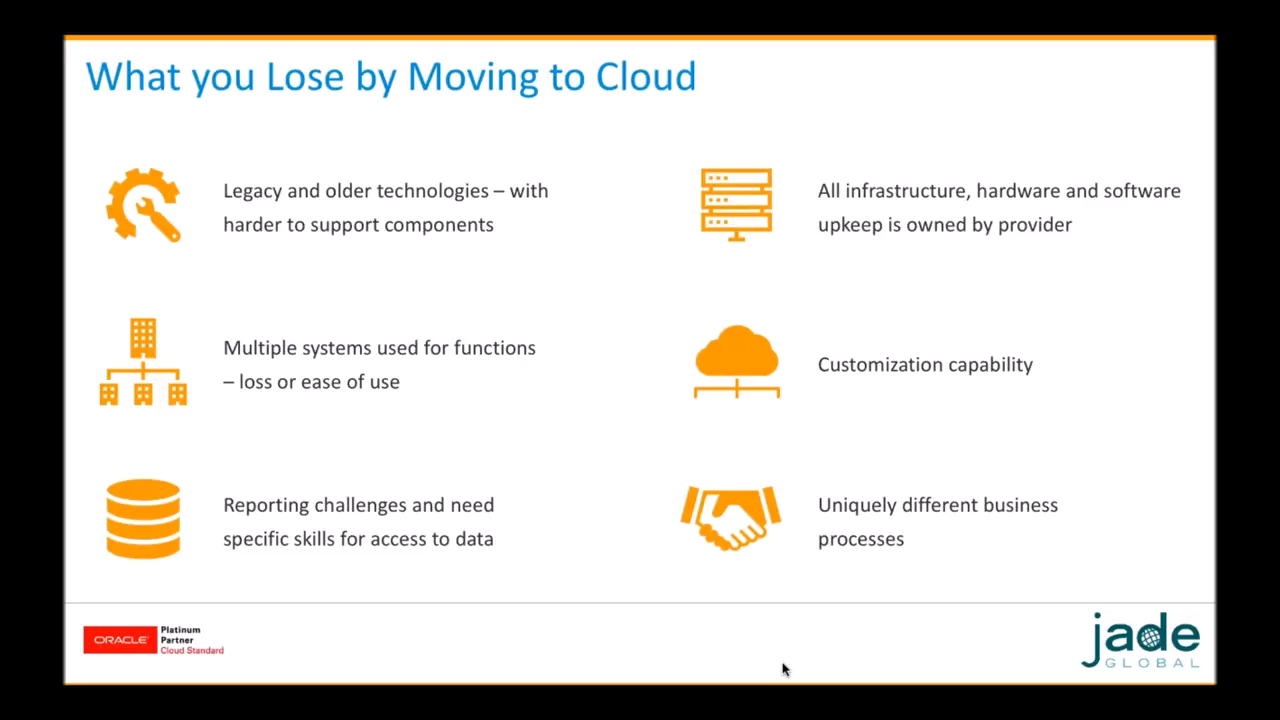 What you Lose by Moving to Cloud
Legacy and older technologies – with
harder to support components
All infrastructure, hardware and software
upkeep is owned by provider
Multiple systems used for functions
– loss or ease of use
Customization capability
Reporting challenges and need
specific skills for access to data
Uniquely different business
processes
ORACLE
Platinum
Partner
Cloud Standard
jade
GLOBAL